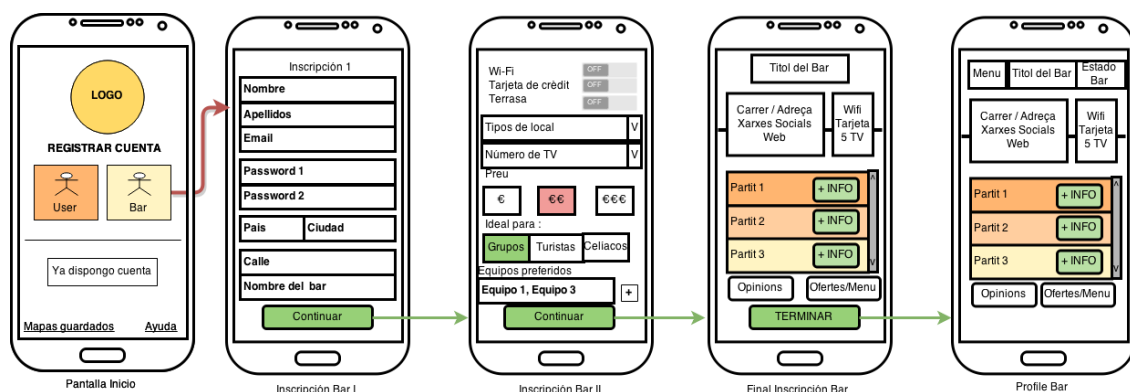 LOGO
REGISTRAR CUENTA
User
Bar
Ya dispongo cuenta
Mapas guardados
Ayuda
Pantalla Inicio
Inscripción 1
Nombre
Apellidos
Email
Password 1
Password 2
Pais
Ciudad
Calle
Nombre del bar
Continuar
Inscripción Bar I
Wi-Fi
OFF
Tarjeta de crèdit
OFF
Terrasa
OFF
Tipos de local
V
Número de TV
V
Preu
€
€€
€€€
Ideal para :
Grupos
Turistas
Celiacos
Equipos preferidos
Equipo 1, Equipo 3
+
Continuar
Inscripción Bar II
Titol del Bar
Carrer / Adreça
Xarxes Socials
Web
Wifi
Tarjeta
5 TV
Partit 1
+ INFO
Partit 2
+ INFO
Partit 3
+ INFO
Opinions
Ofertes/Menu
TERMINAR
Final Inscripción Bar
Menu
Titol del Bar
Estado
Bar
Carrer / Adreça
Xarxes Socials
Web
Wifi
Tarjeta
5 TV
Partit 1
+ INFO
Partit 2
+ INFO
Partit 3
+ INFO
Opinions
Ofertes/Menu
Profile Bar